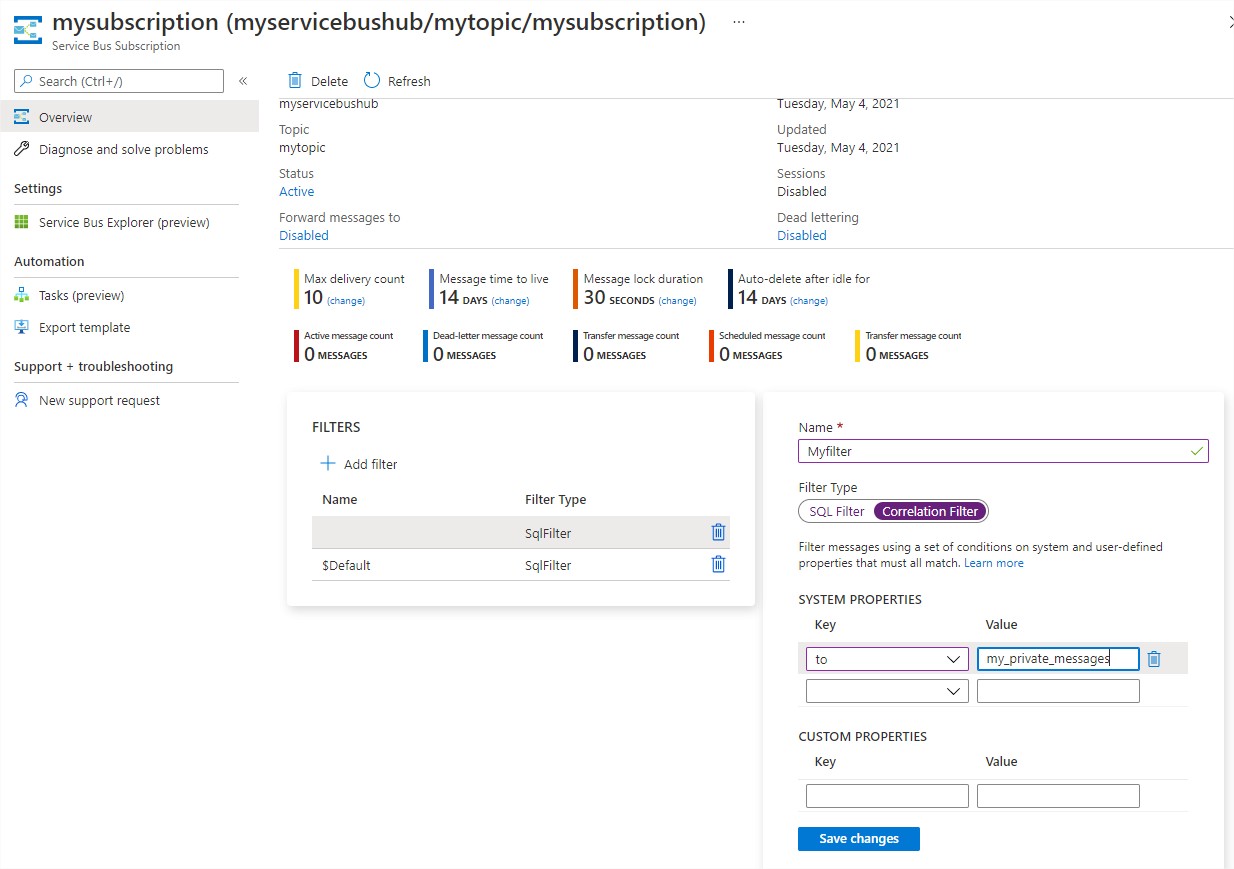 mysubscription (myservicebushub/mytopic/mysubscription) ...
Service Bus Subscription
Search (Ctrl+/)
«
Overview
Diagnose and solve problems
Settings
Service Bus Explorer (preview)
Automation
Tasks (preview)
Export template
Support + troubleshooting
New support request
Delete Refresh
myservicebushub
Topic
mytopic
Status
Active
Forward messages to
Disabled
Tuesday, May 4, 2021
Updated
Tuesday, May 4, 2021
Sessions
Disabled
Dead lettering
Disabled
Max delivery count
10 (change)
Message time to live
14 DAYS (change)
Message lock duration
30 SECONDS (change)
Auto-delete after idle for
14 DAYS (change)
Active message count
0 MESSAGES
Dead-letter message count
0 MESSAGES
Transfer message count
0 MESSAGES
Scheduled message count
0 MESSAGES
Transfer message count
0 MESSAGES
FILTERS
Add filter
Name Filter Type
SqlFilter
$Default SqlFilter
Name *
Myfilter
Filter Type
SQL Filter Correlation Filter
Filter messages using a set of conditions on system and user-defined
properties that must all match. Learn more
SYSTEM PROPERTIES
Key Value
to my_private_messages
CUSTOM PROPERTIES
Key Value
Save changes